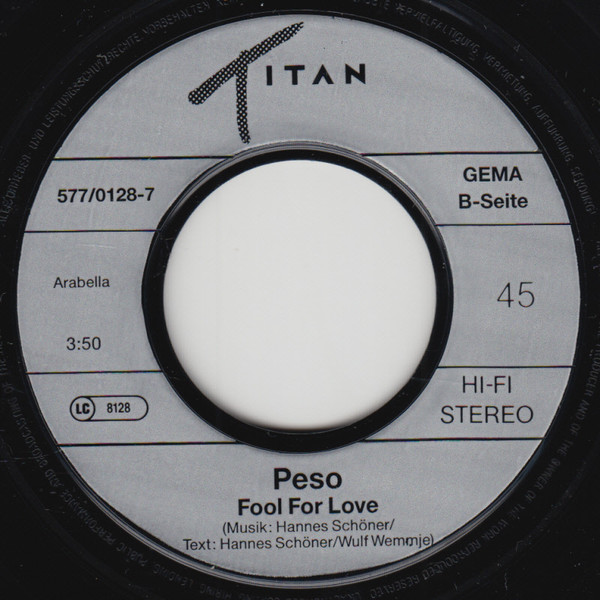 TITAN
577/0128-7
GEMA
B-Seite
Arabella
45
3:50
LC 8128
HI-FI
STEREO
Peso
Fool For Love
(Musik: Hannes Schöner/
Text: Hannes Schöner/Wulf Wemmje)